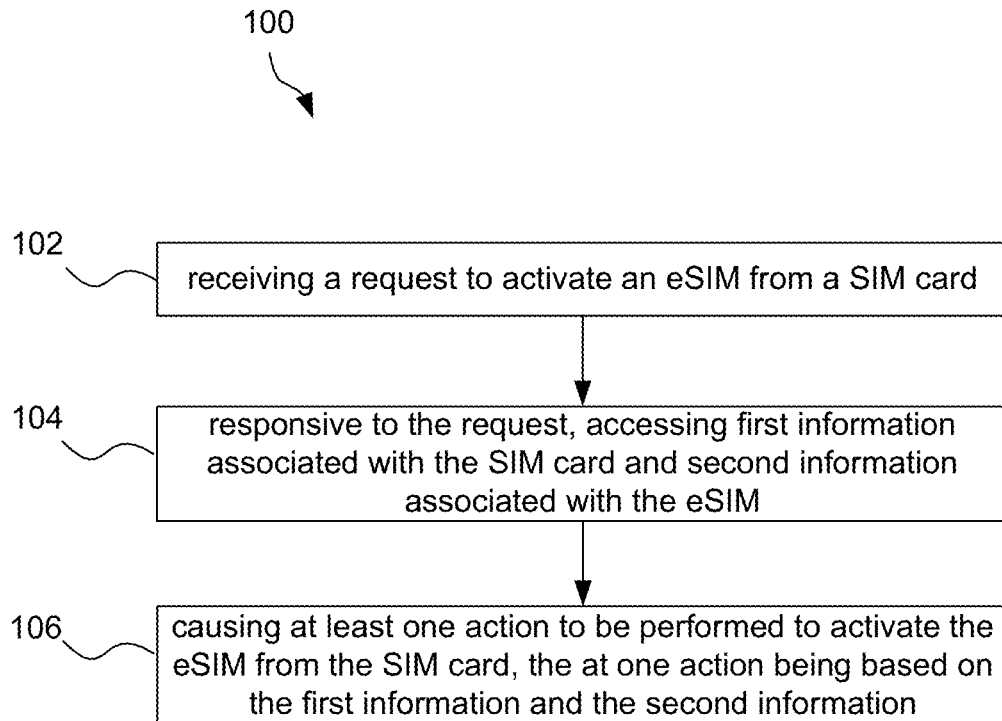 100
102
receiving a request to activate an eSIM from a SIM card
104
responsive to the request, accessing first information
associated with the SIM card and second information
associated with the eSIM
106
causing at least one action to be performed to activate the
eSIM from the SIM card, the at one action being based on
the first information and the second information